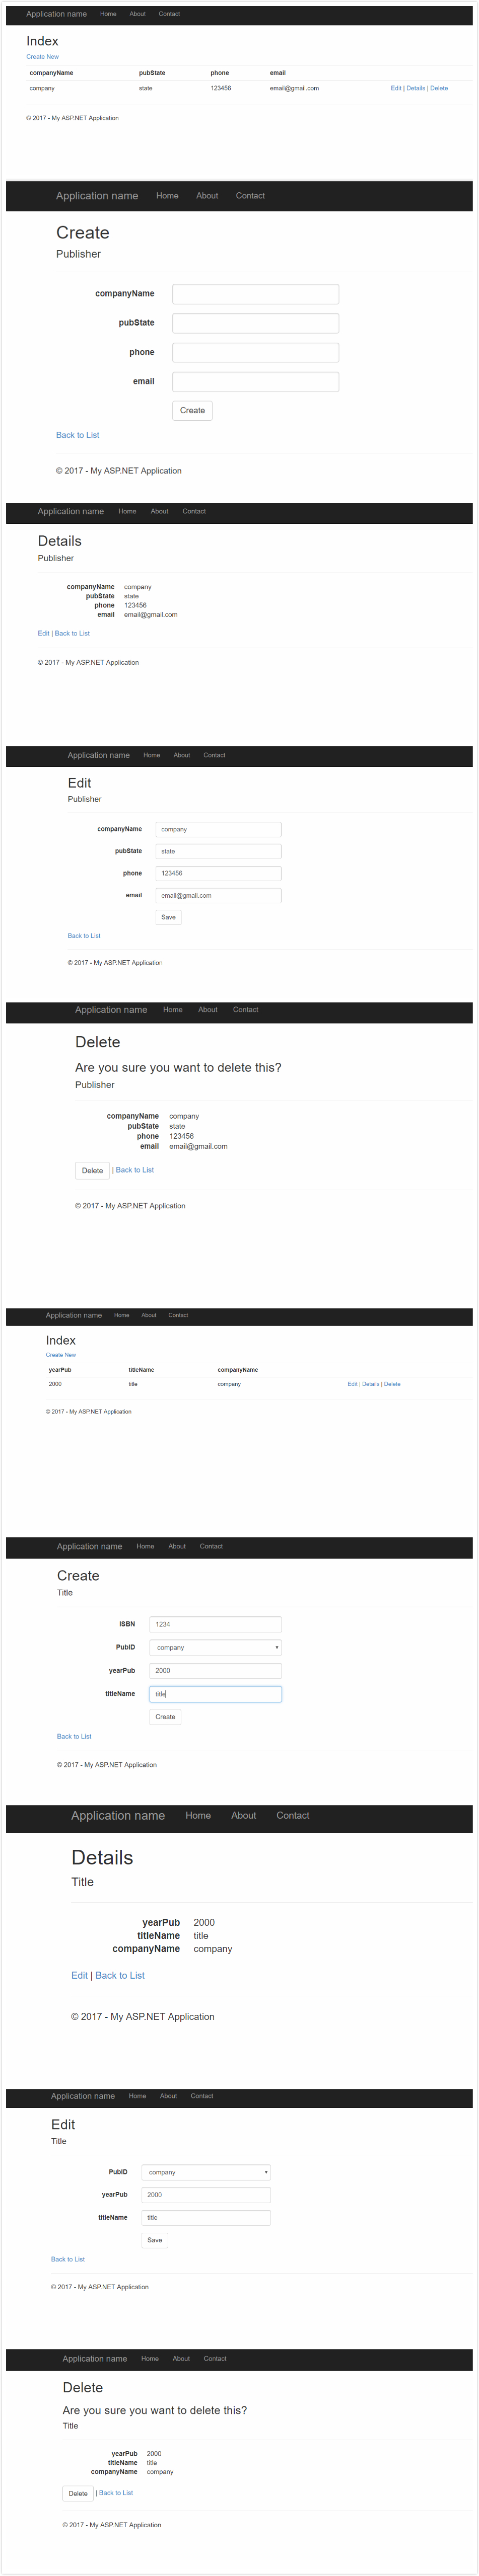 Application name Home About Contact
Index
Create New
companyName pubState phone email
company state 123456 email@gmail.com Edit | Details | Delete
© 2017 - My ASP.NET Application
Application name Home About Contact
Create
Publisher
companyName
pubState
phone
email
Create
Back to List
© 2017 - My ASP.NET Application
Application name Home About Contact
Details
Publisher
companyName company
pubState state
phone 123456
email email@gmail.com
Edit | Back to List
© 2017 - My ASP.NET Application
Application name Home About Contact
Edit
Publisher
companyName company
pubState state
phone 123456
email email@gmail.com
Save
Back to List
© 2017 - My ASP.NET Application
Application name Home About Contact
Delete
Are you sure you want to delete this?
Publisher
companyName company
pubState state
phone 123456
email email@gmail.com
Delete | Back to List
© 2017 - My ASP.NET Application
Application name Home About Contact
Index
Create New
yearPub titleName companyName
2000 title company Edit | Details | Delete
© 2017 - My ASP.NET Application
Application name Home About Contact
Create
Title
ISBN 1234
PubID company
yearPub 2000
titleName title
Create
Back to List
© 2017 - My ASP.NET Application
Application name Home About Contact
Details
Title
yearPub 2000
titleName title
companyName company
Edit | Back to List
© 2017 - My ASP.NET Application
Application name Home About Contact
Edit
Title
PubID company
yearPub 2000
titleName title
Save
Back to List
© 2017 - My ASP.NET Application
Application name Home About Contact
Delete
Are you sure you want to delete this?
Title
yearPub 2000
titleName title
companyName company
Delete | Back to List
© 2017 - My ASP.NET Application